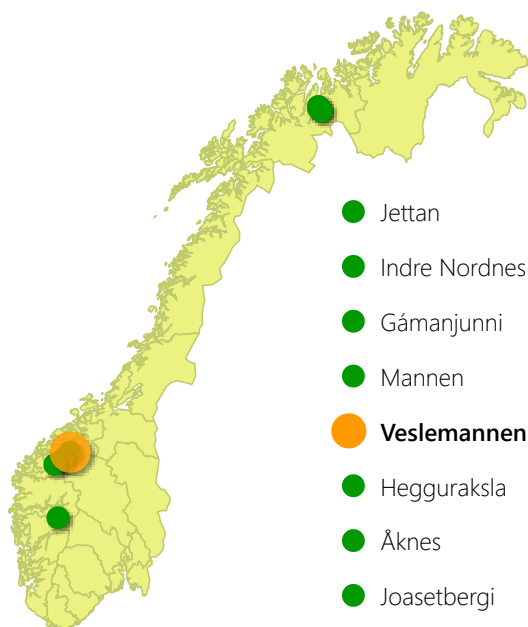 Jettan
Indre Nordnes
Gámanjunni
Mannen
Veslemannen
Hegguraksla
Åknes
Joasetbergi